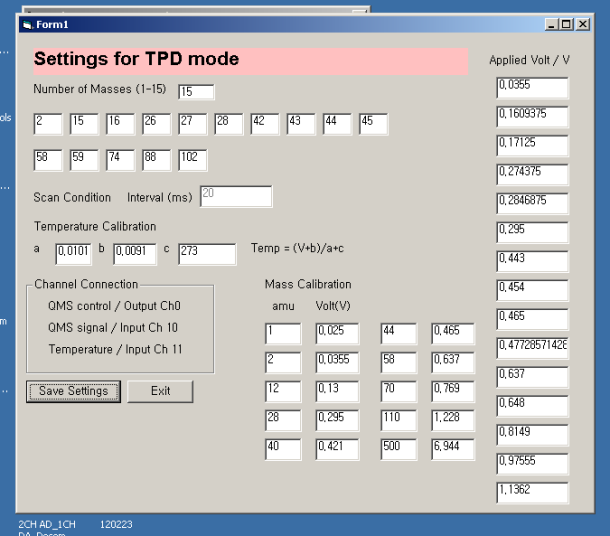 Form1
Settings for TPD mode
Applied Volt / V
Number of Masses (1-15) 15
2 15 16 26 27 28 42 43 44 45
58 59 74 88 102
Scan Condition Interval (ms) 20
Temperature Calibration
a 0,0101 b 0,0091 c 273 Temp = (V+b)/a+c
Channel Connection
QMS control / Output Ch0
QMS signal / Input Ch 10
Temperature / Input Ch 11
Save Settings Exit
Mass Calibration
amu Volt(V)
1 0,025 44 0,465
2 0,0355 58 0,637
12 0,13 70 0,769
28 0,295 110 1,228
40 0,421 500 6,944
0,0355
0,1609375
0,17125
0,274375
0,2846875
0,295
0,443
0,454
0,465
0,4772857142
0,637
0,648
0,8149
0,97555
1,1362
ols
m
2CH AD_1CH 120223